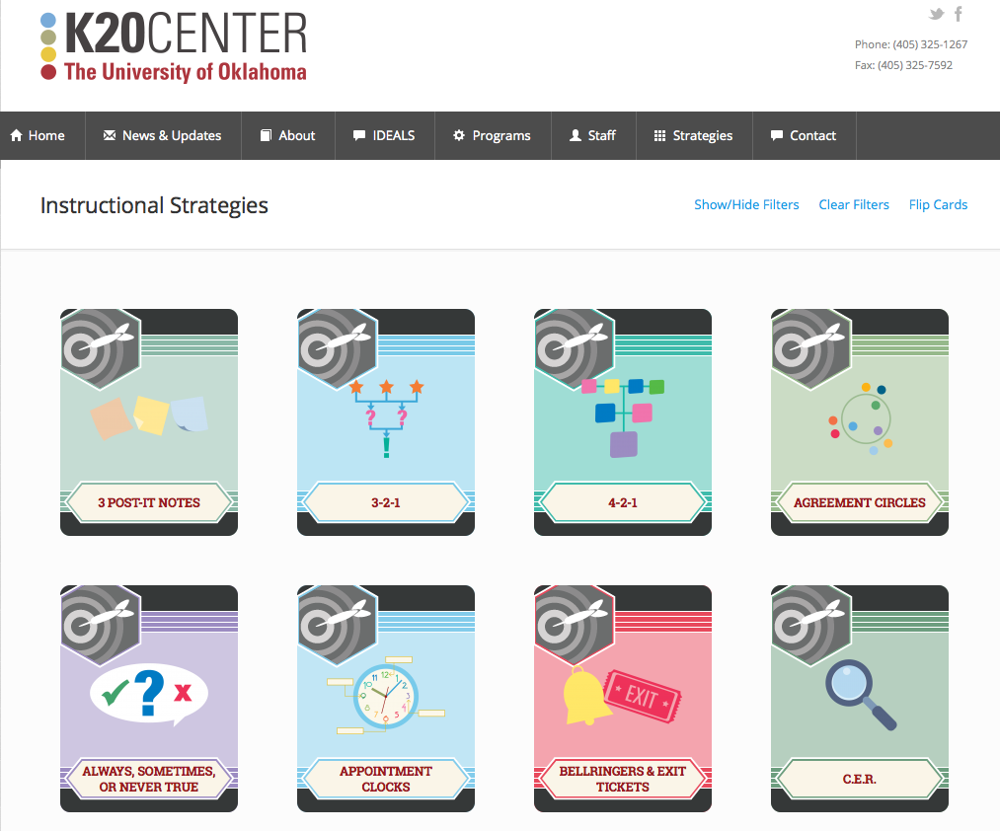 K20CENTER
The University of Oklahoma
Phone: (405) 325-1267
Fax: (405) 325-7592
Home News & Updates About IDEALS Programs Staff Strategies Contact
Instructional Strategies
Show/Hide Filters Clear Filters Flip Cards
? ?
!
3 POST-IT NOTES
3-2-1
4-2-1
AGREEMENT CIRCLES
?
EXIT
ALWAYS, SOMETIMES,
OR NEVER TRUE
APPOINTMENT
CLOCKS
BELLRINGERS & EXIT
TICKETS
C.E.R.